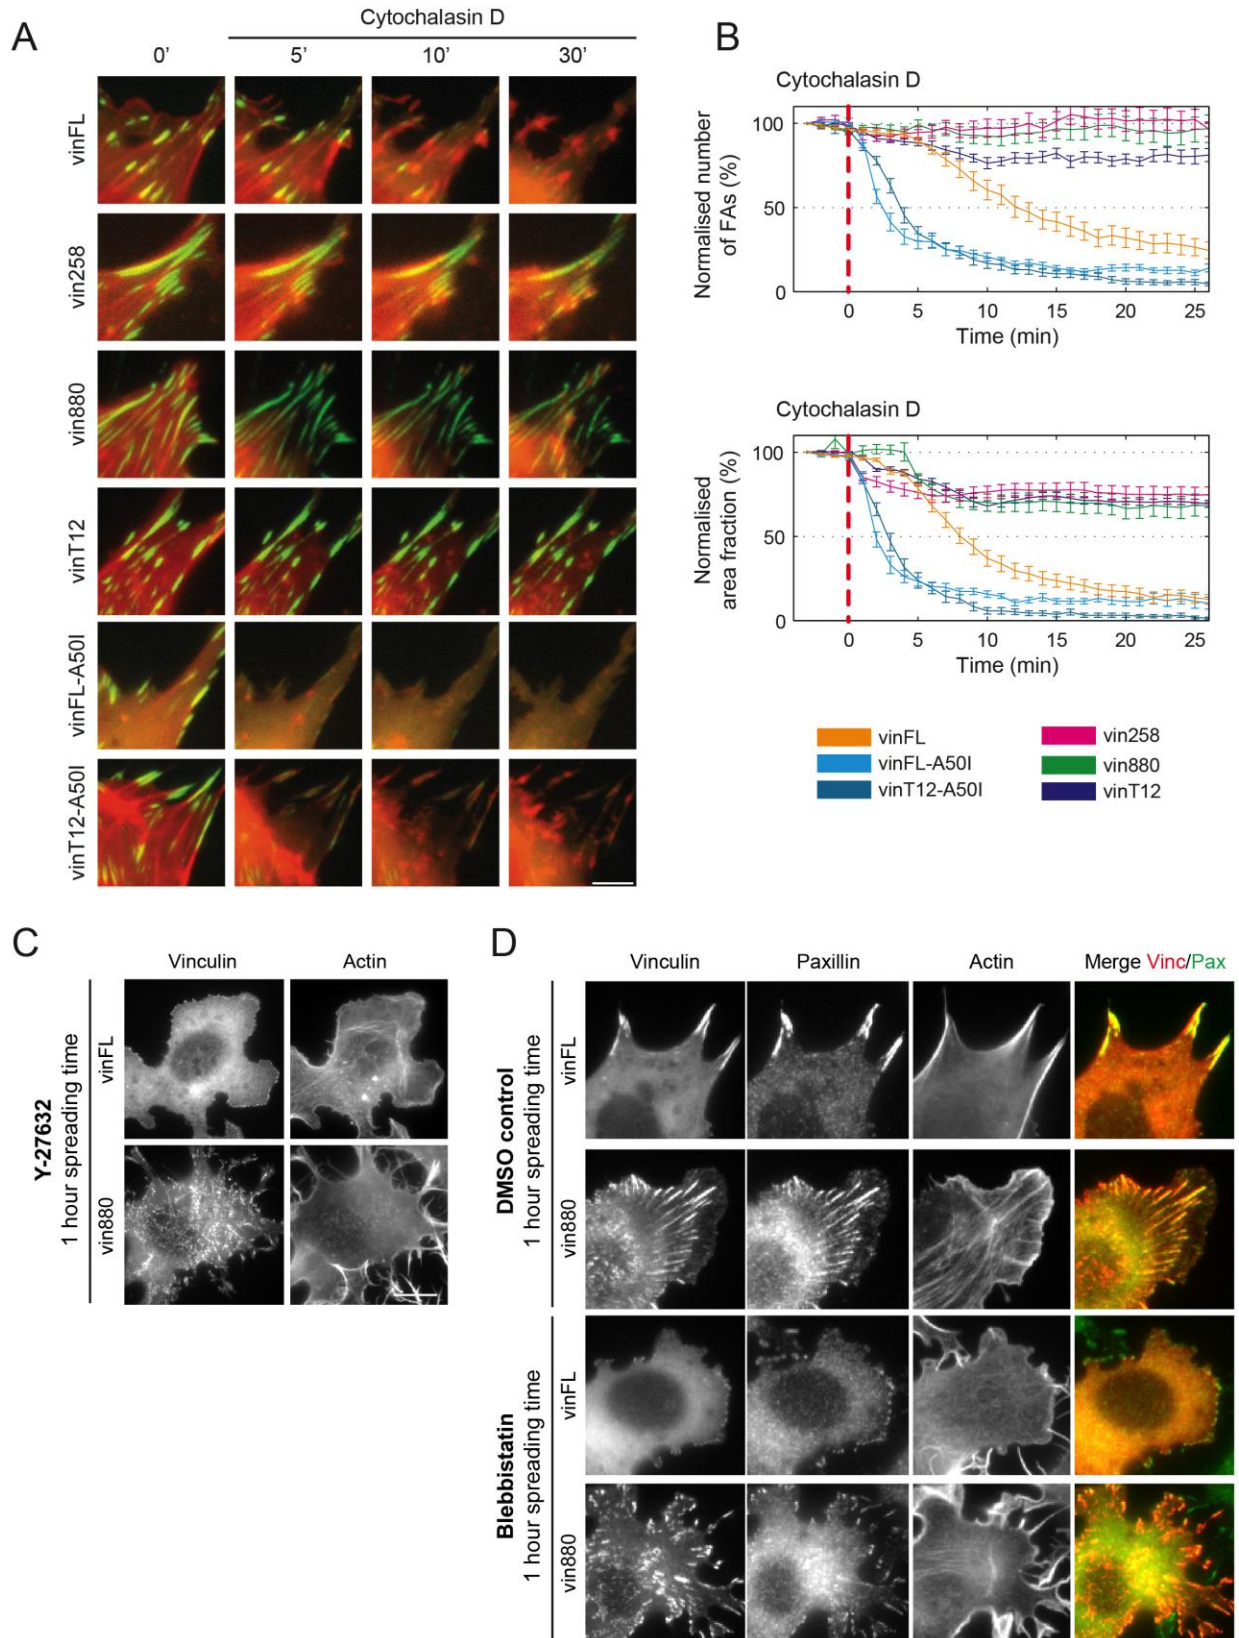 A
Cytochalasin D
0’ 5’ 10’ 30’
vinFL
vin258
vin880
vinT12
vinFL-A50I
vinT12-A50I
B
Cytochalasin D
Normalised number
of FAs (%)
100
50
0
0 5 10 15 20 25
Time (min)
Cytochalasin D
Normalised
area fraction (%)
100
50
0
0 5 10 15 20 25
Time (min)
vinFL
vinFL-A50I
vinT12-A50I
vin258
vin880
vinT12
C
Vinculin Actin
Y-27632
1 hour spreading time
vinFL
vin880
D
Vinculin Paxillin Actin Merge Vinc/Pax
DMSO control
1 hour spreading time
vinFL
vin880
Blebbistatin
1 hour spreading time
vinFL
vin880